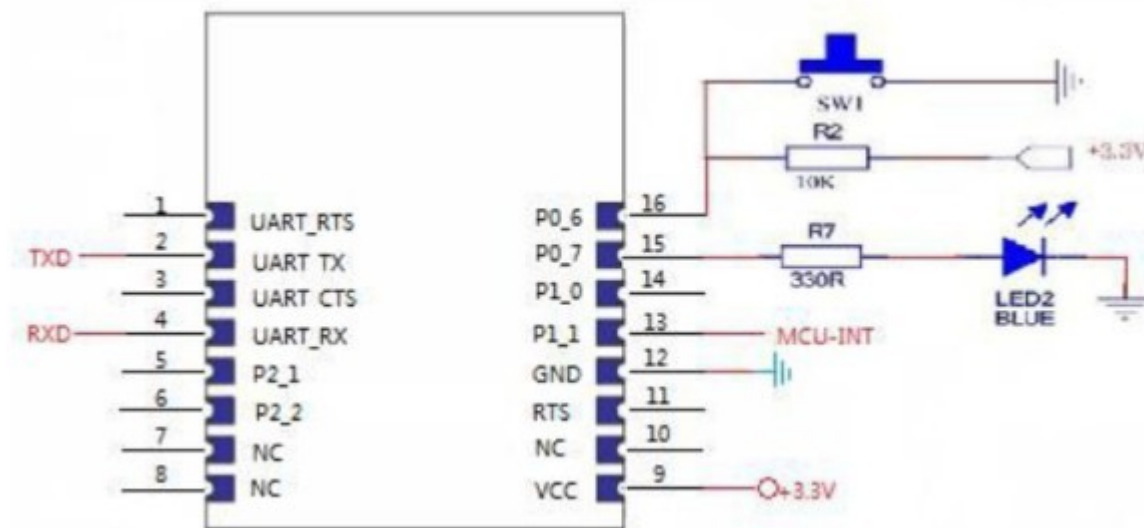 SW1
R2
+3.3V
10K
1 UART_RTS P0_6 16
TXD 2 UART TX P0_7 15 R7
330R
3 UART CTS P1_0 14 LED2
BLUE
RXD 4 UART_RX P1_1 13 MCU-INT
5 P2_1 GND 12
6 P2_2 RTS 11
7 NC NC 10
8 NC VCC 9 +3.3V